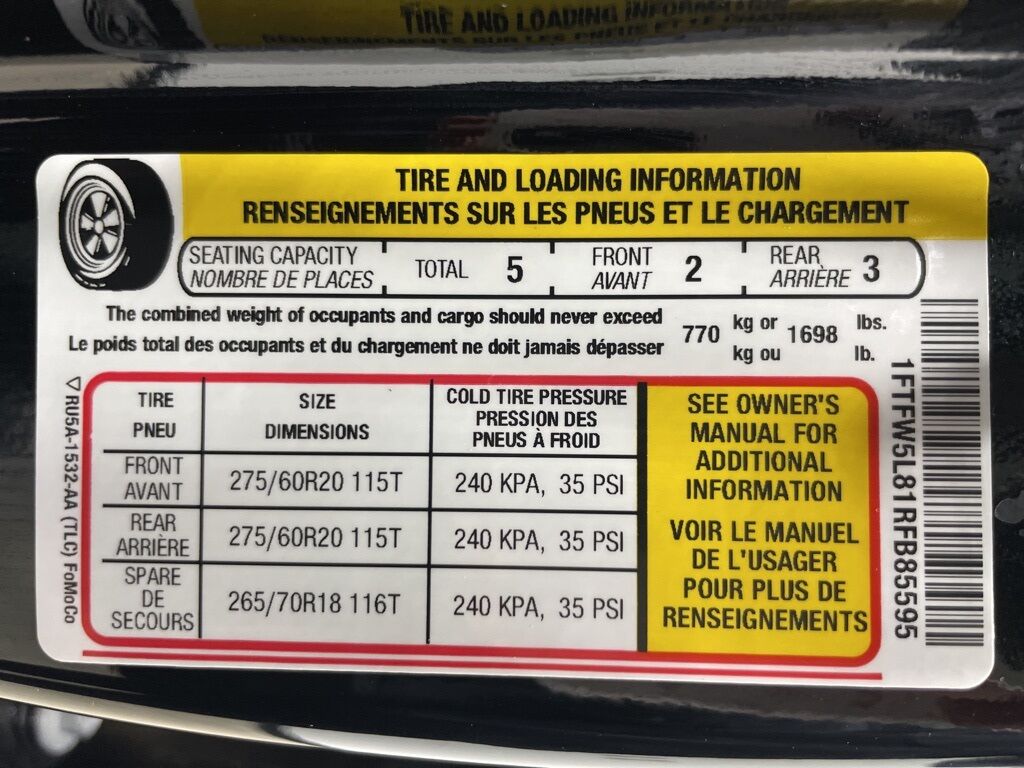 TIRE AND LOADING INFORMATION
TIRE AND LOADING INFORMATION
RENSEIGNEMENTS SUR LES PNEUS ET LE CHARGEMENT
SEATING CAPACITY
NOMBRE DE PLACES
TOTAL 5
FRONT
AVANT 2
REAR
ARRIÈRE 3
The combined weight of occupants and cargo should never exceed
Le poids total des occupants et du chargement ne doit jamais dépasser
770 kg or 1698 lbs.
kg ou lb.
TIRE
PNEU
SIZE
DIMENSIONS
COLD TIRE PRESSURE
PRESSION DES
PNEUS À FROID
FRONT
AVANT
275/60R20 115T
240 KPA, 35 PSI
REAR
ARRIÈRE
275/60R20 115T
240 KPA, 35 PSI
SPARE
DE
SECOURS
265/70R18 116T
240 KPA, 35 PSI
SEE OWNER'S
MANUAL FOR
ADDITIONAL
INFORMATION
VOIR LE MANUEL
DE L'USAGER
POUR PLUS DE
RENSEIGNEMENTS
RU5A-1532-AA (TLC) FoMoCo
1FTFW5L81RFB85595